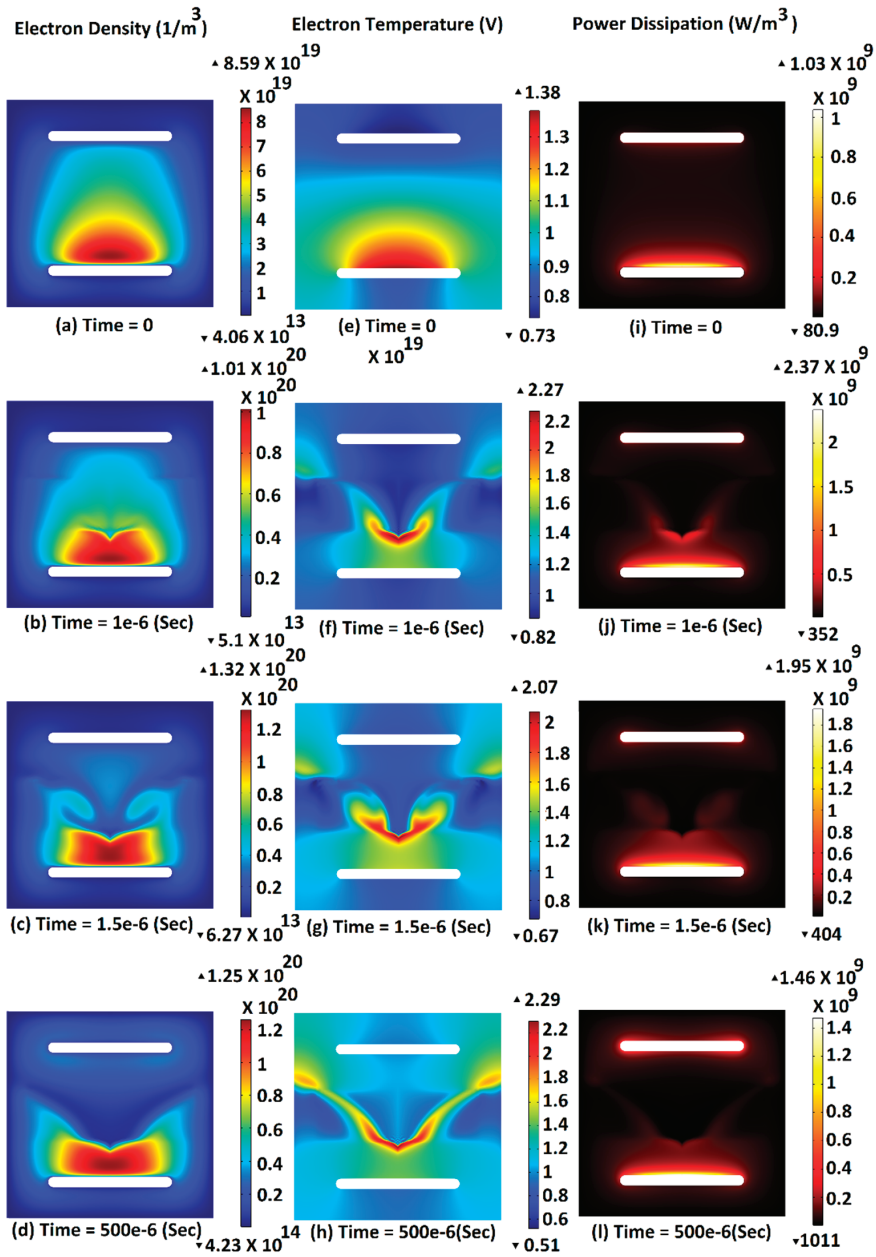 Electron Density (1/m3)
Electron Temperature (V)
Power Dissipation (W/m3)
▲ 8.59 X 10 19
X 10 19
8
7
6
5
4
3
2
1
(a) Time = 0
▼ 4.06 X 10 13
▲ 1.38
1.3
1.2
1.1
1
0.9
0.8
(e) Time = 0
▼ 0.73
X 10 19
▲ 1.03 X 10 9
X 10 9
1
0.8
0.6
0.4
0.2
(i) Time = 0
▼ 80.9
▲ 1.01 X 10 20
X 10 20
1
0.80
0.60
0.4
0.2
(b) Time = 1e-6 (Sec)
▼ 5.1 X 10 13
▲ 2.27
2.2
2
1.8
1.6
1.4
1.2
1
(f) Time = 1e-6 (Sec)
▼ 0.82
▲ 2.37 X 10 9
X 10 9
2
1.5
1
0.5
(j) Time = 1e-6 (Sec)
▼ 352
▲ 1.32 X 10 20
X 10 20
1.2
1
0.80
0.60
0.4
0.2
(c) Time = 1.5e-6 (Sec)
▼ 6.27 X 10 13
▲ 2.07
2
1.8
1.6
1.4
1.2
1
0.8
(g) Time = 1.5e-6 (Sec)
▼ 0.67
▲ 1.95 X 10 9
X 10 9
1.8
1.6
1.4
1.2
1
0.8
0.6
0.4
0.2
(k) Time = 1.5e-6 (Sec)
▼ 404
▲ 1.25 X 10 20
X 10 20
1.2
1
0.80
0.60
0.4
0.2
(d) Time = 500e-6 (Sec)
▼ 4.23 X 10 14
▲ 2.29
2.2
2
1.8
1.6
1.4
1.2
1
0.8
0.6
(h) Time = 500e-6(Sec)
▼ 0.51
▲ 1.46 X 10 9
X 10 9
1.4
1.2
1
0.8
0.6
0.4
0.2
(l) Time = 500e-6(Sec)
▼ 1011